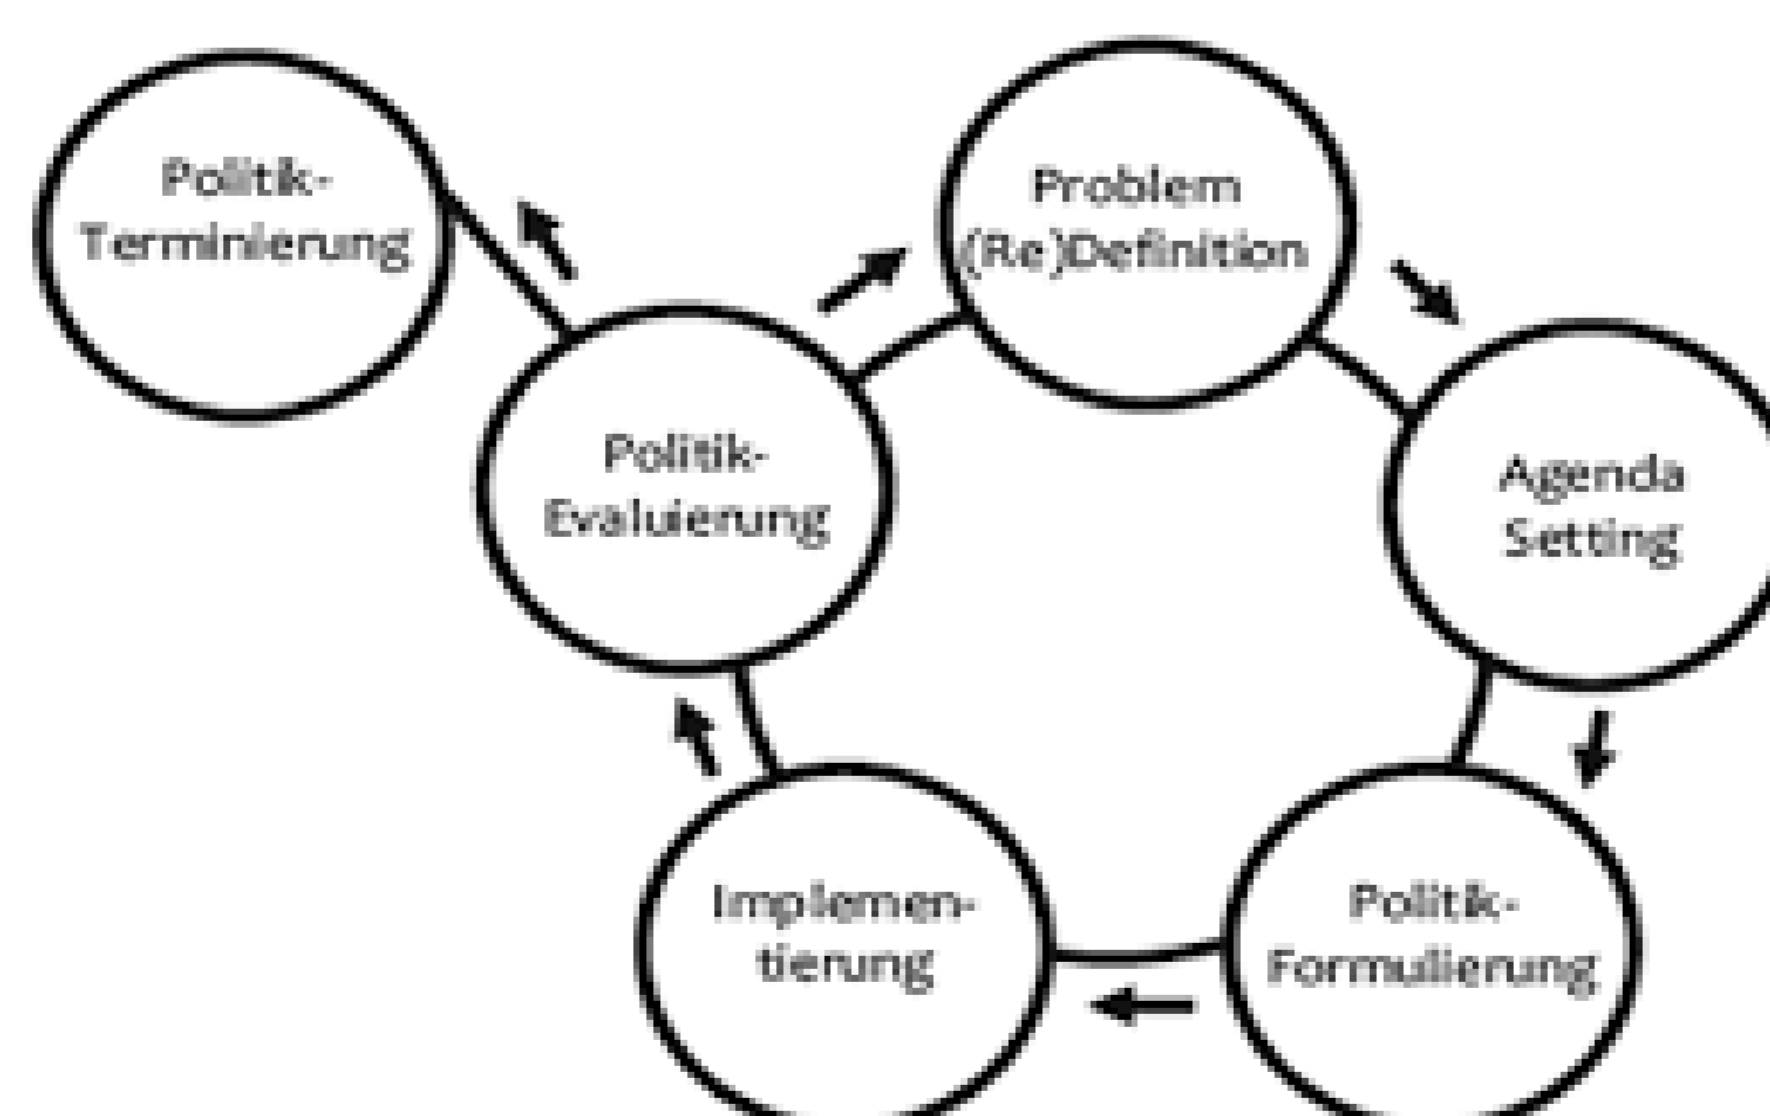 Politik-
Terminierung
Problem
(Re)Definition
Politik-
Evaluierung
Agenda
Setting
Implemen-
tierung
Politik-
Formulierung